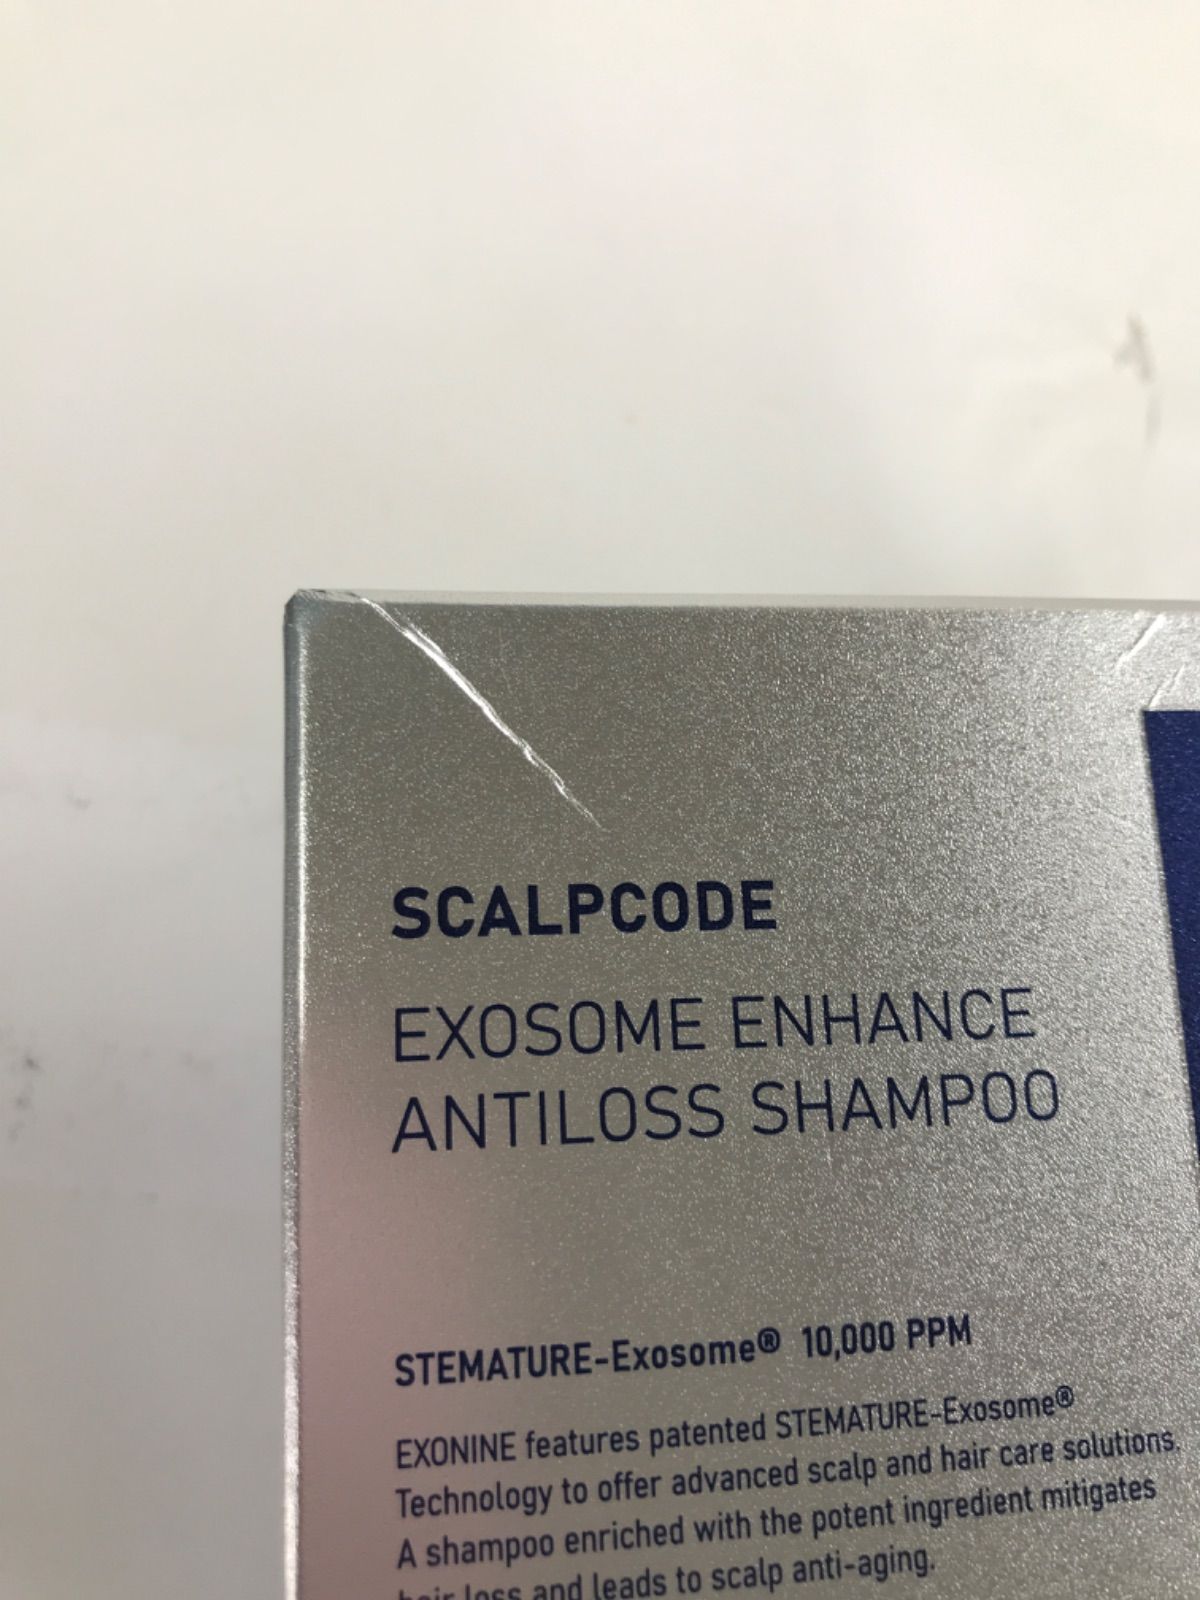 SCALPCODE
EXOSOME ENHANCE
ANTILOSS SHAMPOO
STEMATURE-Exosome® 10,000 PPM
EXONINE features patented STEMATURE-Exosome®
Technology to offer advanced scalp and hair care solutions.
A shampoo enriched with the potent ingredient mitigates
hair loss and leads to scalp anti-aging.